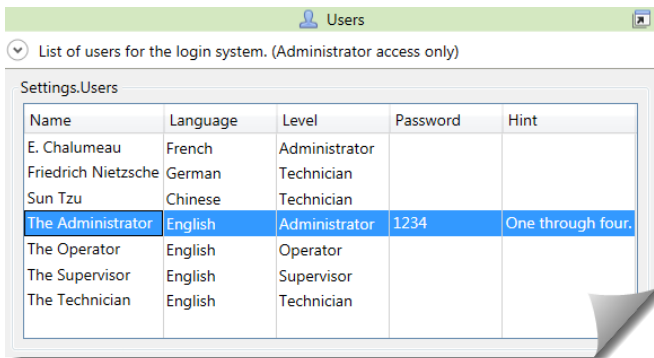 Users
List of users for the login system. (Administrator access only)
Settings.Users
Name Language Level Password Hint
E. Chalumeau French Administrator
Friedrich Nietzsche German Technician
Sun Tzu Chinese Technician
The Administrator English Administrator 1234 One through four.
The Operator English Operator
The Supervisor English Supervisor
The Technician English Technician